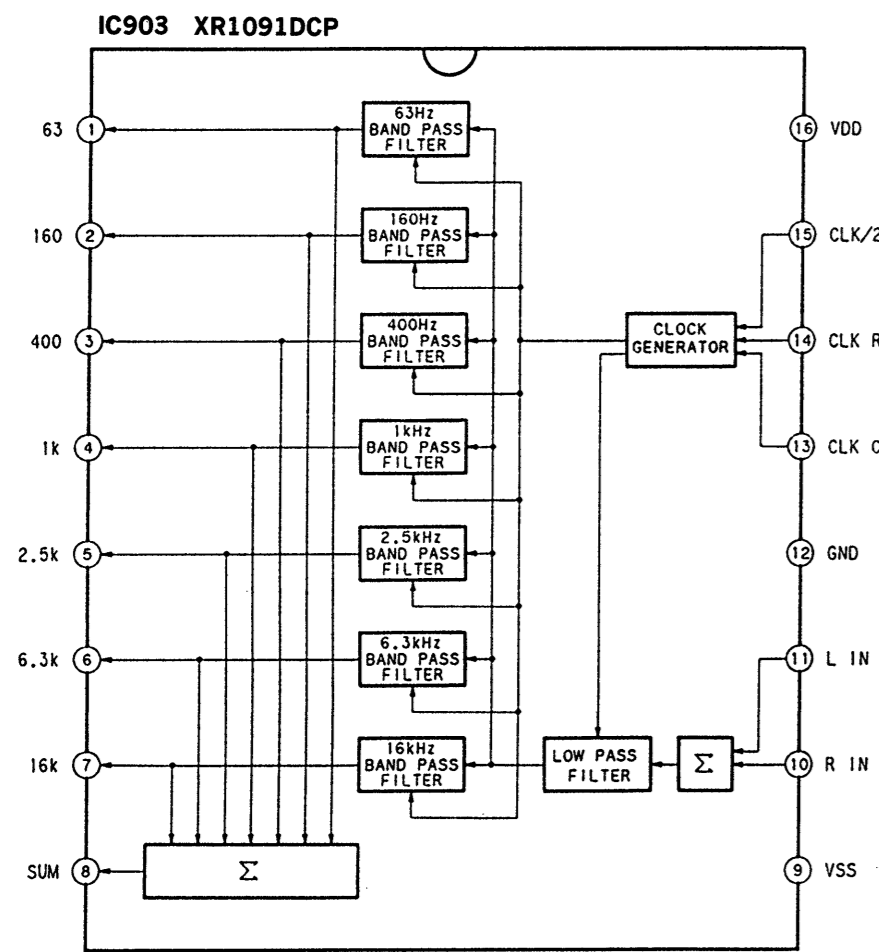 IC903 XR1091DCP
63 1
63Hz
BAND PASS
FILTER
16 VDD
160 2
160Hz
BAND PASS
FILTER
15 CLK/2
400 3
400Hz
BAND PASS
FILTER
CLOCK
GENERATOR
14 CLK R
1k 4
1kHz
BAND PASS
FILTER
13 CLK
2.5k 5
2.5kHz
BAND PASS
FILTER
12 GND
6.3k 6
6.3kHz
BAND PASS
FILTER
11 L IN
16k 7
16kHz
BAND PASS
FILTER
LOW PASS
FILTER
Σ
10 R IN
SUM 8
Σ
9 VSS